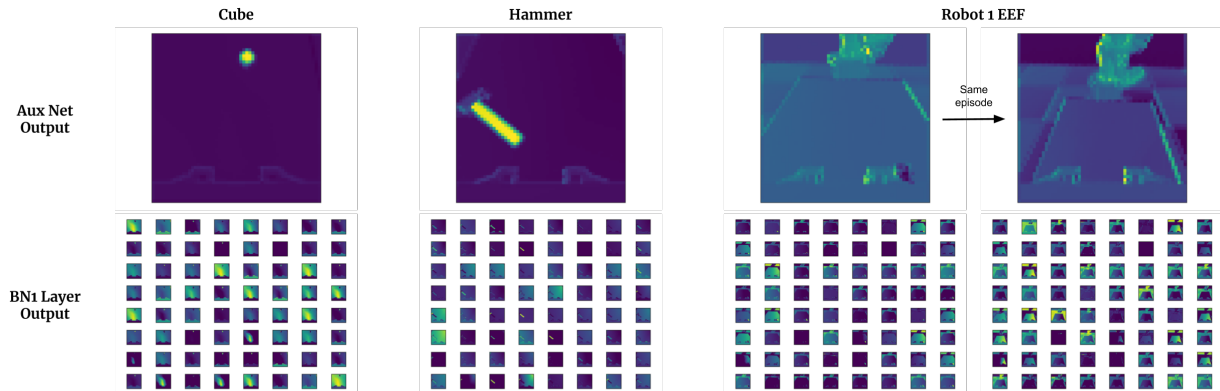 Cube
Hammer
Robot 1 EEF
Aux Net
Output
Same
episode
BN1 Layer
Output